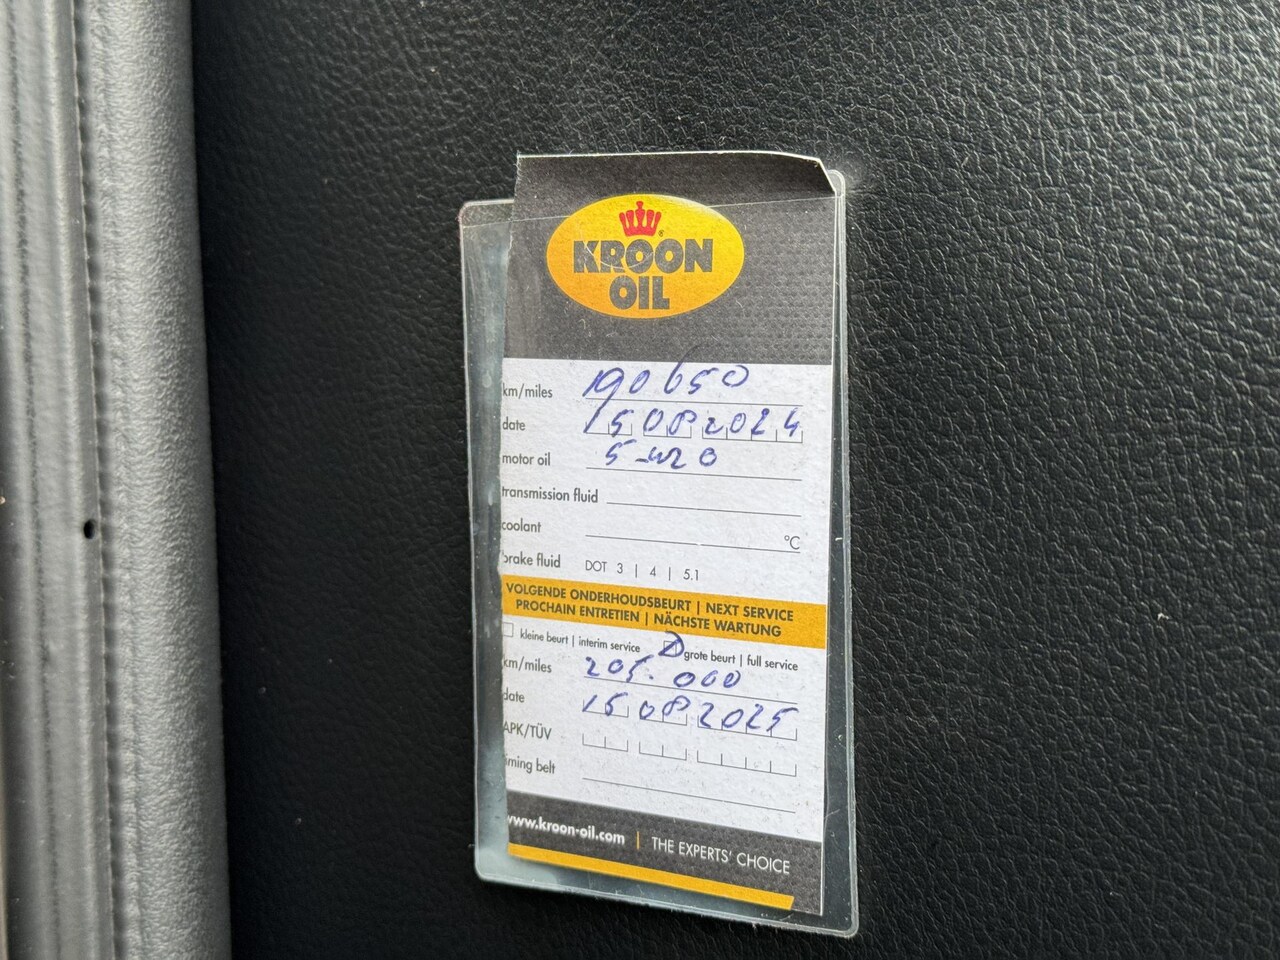 KROON
OIL
km/miles 190650
date 15 08 2024
motor oil 5-w20
transmission fluid
coantant °C
brake fluid DOT 3 | 4 | 5.1
VOLGENDE ONDERHOUDSBEURT | NEXT SERVICE
PROCHAIN ENTRETIEN | NÄCHSTE WARTUNG
kleine beurt | interim service grote beurt | full service
km/miles 205.000
date 15 08 2025
APK/TÜV
timing belt
www.kroon-oil.com | THE EXPERTS' CHOICE